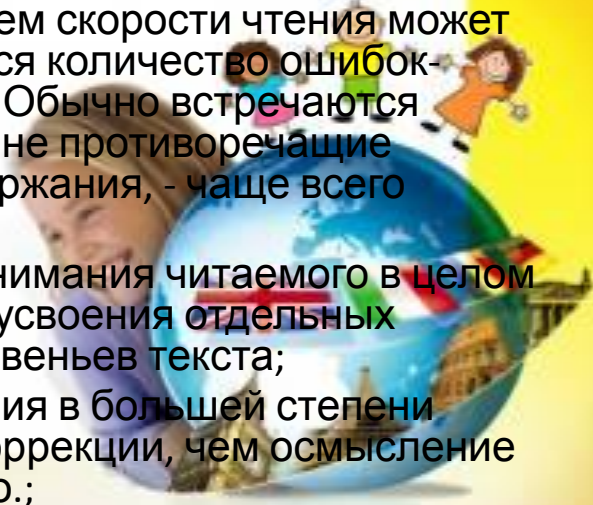 ем скорости чтения может
ся количество ошибок-
Обычно встречаются
не противоречащие
ржания, - чаще всего
нимания читаемого в целом
усвоения отдельных
веньев текста;
ия в большей степени
оррекции, чем осмысление
о.;